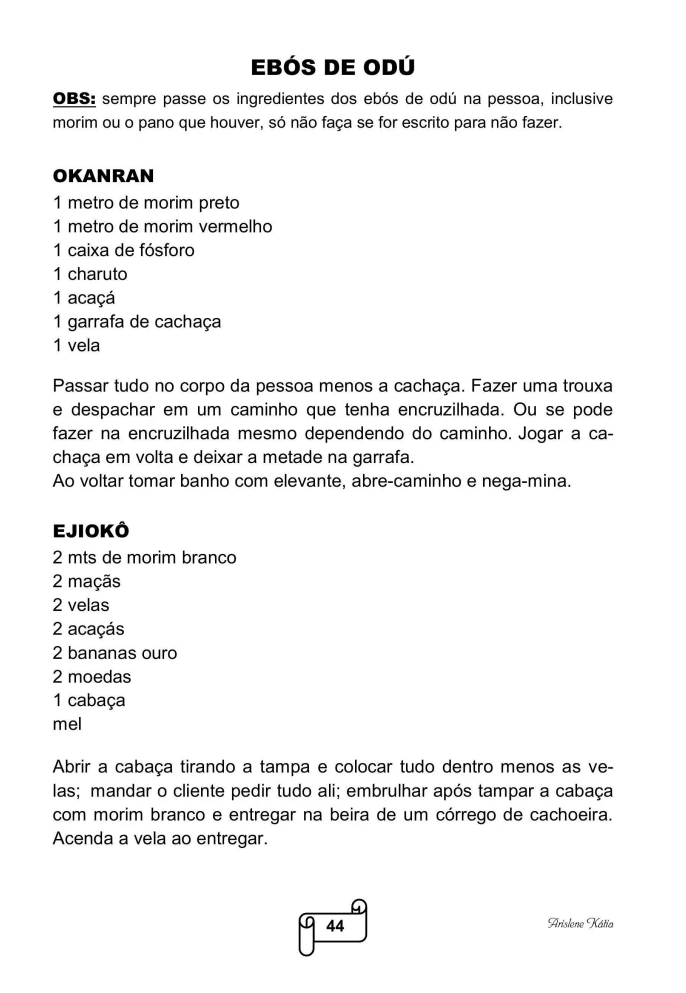 EBÓS DE ODÚ
OBS: sempre passe os ingredientes dos ebós de odú na pessoa, inclusive
morim ou o pano que houver, só não faça se for escrito para não fazer.
OKANRAN
1 metro de morim preto
1 metro de morim vermelho
1 caixa de fósforo
1 charuto
1 acaçá
1 garrafa de cachaça
1 vela
Passar tudo no corpo da pessoa menos a cachaça. Fazer uma trouxa
e despachar em um caminho que tenha encruzilhada. Ou se pode
fazer na encruzilhada mesmo dependendo do caminho. Jogar a ca-
chaça em volta e deixar a metade na garrafa.
Ao voltar tomar banho com elevante, abre-caminho e nega-mina.
EJIOKÔ
2 mts de morim branco
2 maçãs
2 velas
2 acaçás
2 bananas ouro
2 moedas
1 cabaça
mel
Abrir a cabaça tirando a tampa e colocar tudo dentro menos as ve-
las; mandar o cliente pedir tudo ali; embrulhar após tampar a cabaça
com morim branco e entregar na beira de um córrego de cachoeira.
Acenda a vela ao entregar.
44
Arislene Kátia